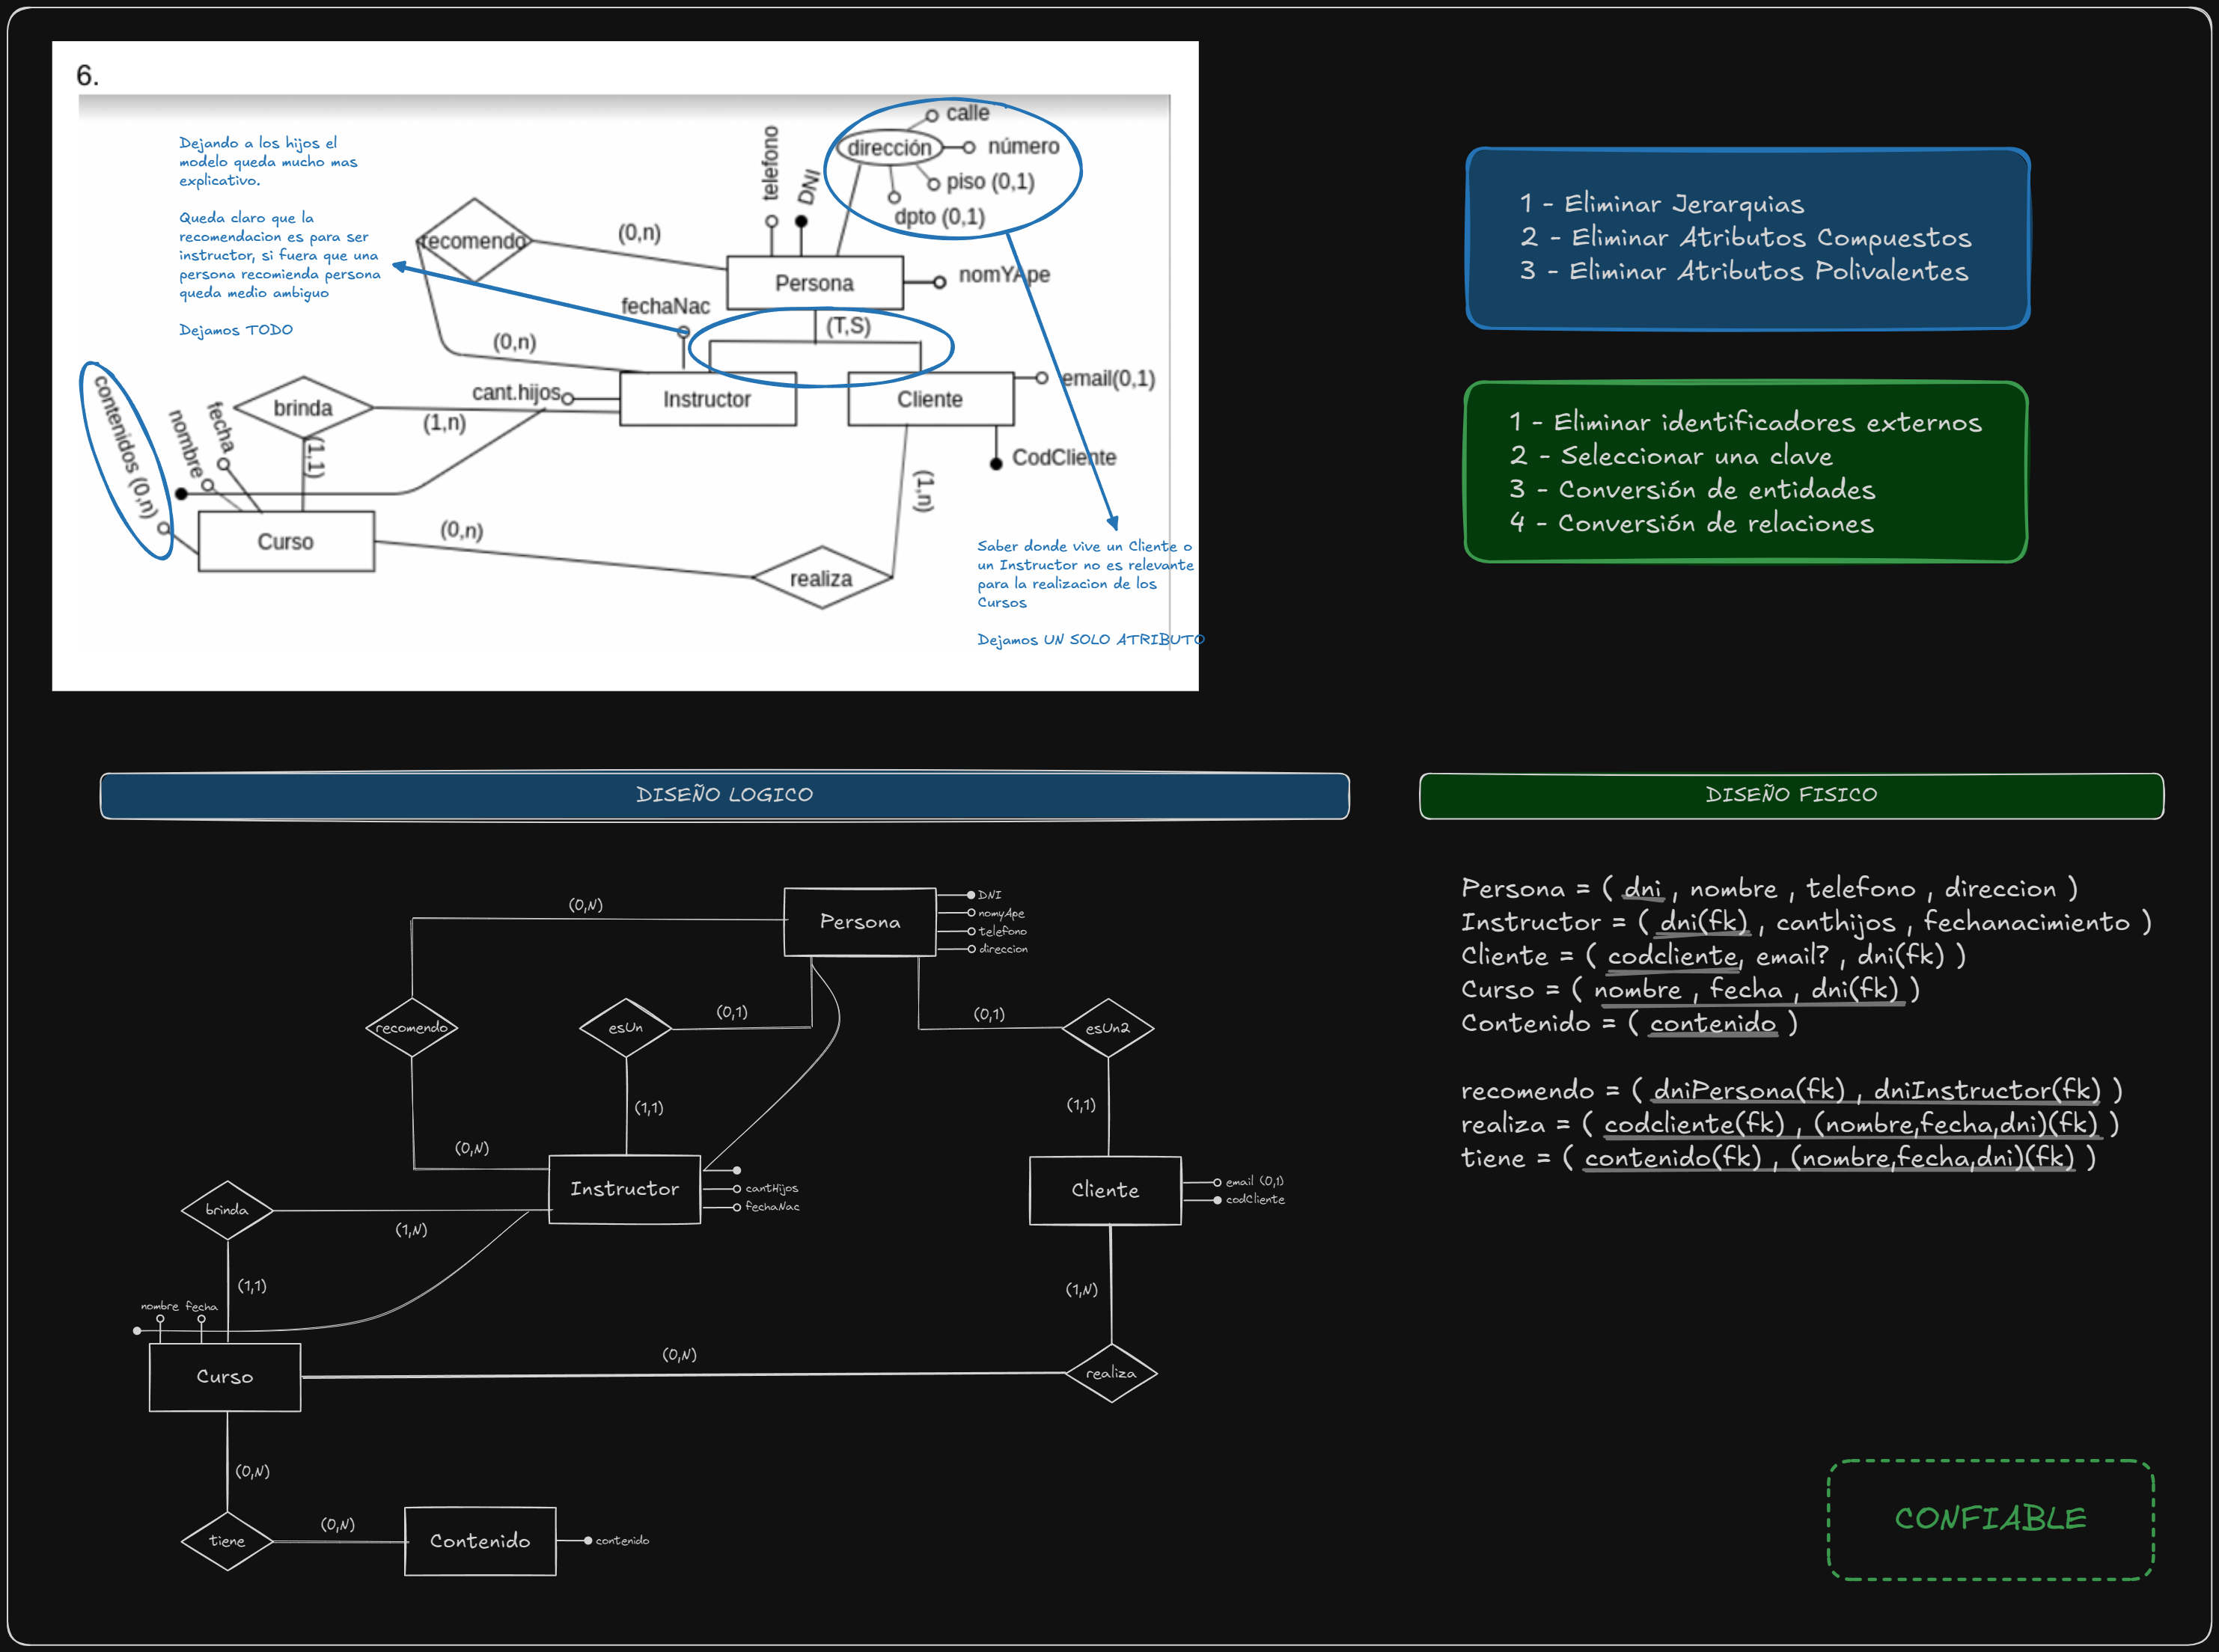 6.
Dejando a los hijos el
modelo queda mucho mas
explicativo.
Queda claro que la
recomendacion es para ser
instructor, si fuera que una
persona recomienda persona
queda medio ambiguo
Dejamos TODO
calle
dirección
número
piso (0,1)
dpto (0,1)
telefono
DNI
recomendo
(0,n)
Persona
nomYApe
fechaNac
(T,S)
(0,n)
cant.hijos
Instructor
Cliente
email(0,1)
brinda
(1,n)
contenidos (0,n)
nombre
fecha
(1,1)
CodCliente
(1,n)
Curso
(0,n)
realiza
Saber donde vive un Cliente o
un Instructor no es relevante
para la realizacion de los
Cursos
Dejamos UN SOLO ATRIBUTO
1 - Eliminar Jerarquias
2 - Eliminar Atributos Compuestos
3 - Eliminar Atributos Polivalentes
1 - Eliminar identificadores externos
2 - Seleccionar una clave
3 - Conversión de entidades
4 - Conversión de relaciones
DISEÑO LOGICO
(0,N)
Persona
DNI
nomyApe
telefono
direccion
recomendo
esUn
(0,1)
(0,1)
esUn2
(1,1)
(1,1)
(0,N)
Instructor
cantHijos
fechaNac
Cliente
email (0,1)
codCliente
brinda
(1,N)
(1,1)
(1,N)
nombre fecha
Curso
(0,N)
realiza
(0,N)
tiene
(0,N)
Contenido
contenido
DISEÑO FISICO
Persona = ( dni , nombre , telefono , direccion )
Instructor = ( dni(fk) , canthijos , fechanacimiento )
Cliente = ( codcliente, email? , dni(fk) )
Curso = ( nombre , fecha , dni(fk) )
Contenido = ( contenido )
recomendo = ( dniPersona(fk) , dniInstructor(fk) )
realiza = ( codcliente(fk) , (nombre,fecha,dni)(fk) )
tiene = ( contenido(fk) , (nombre,fecha,dni)(fk) )
CONFIABLE